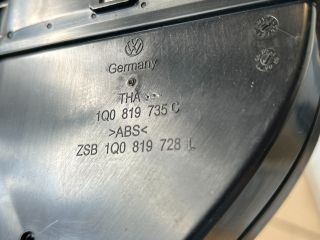 Germany
THA
1Q0 819 735 C
>ABS<
ZSB 1Q0 819 728 L